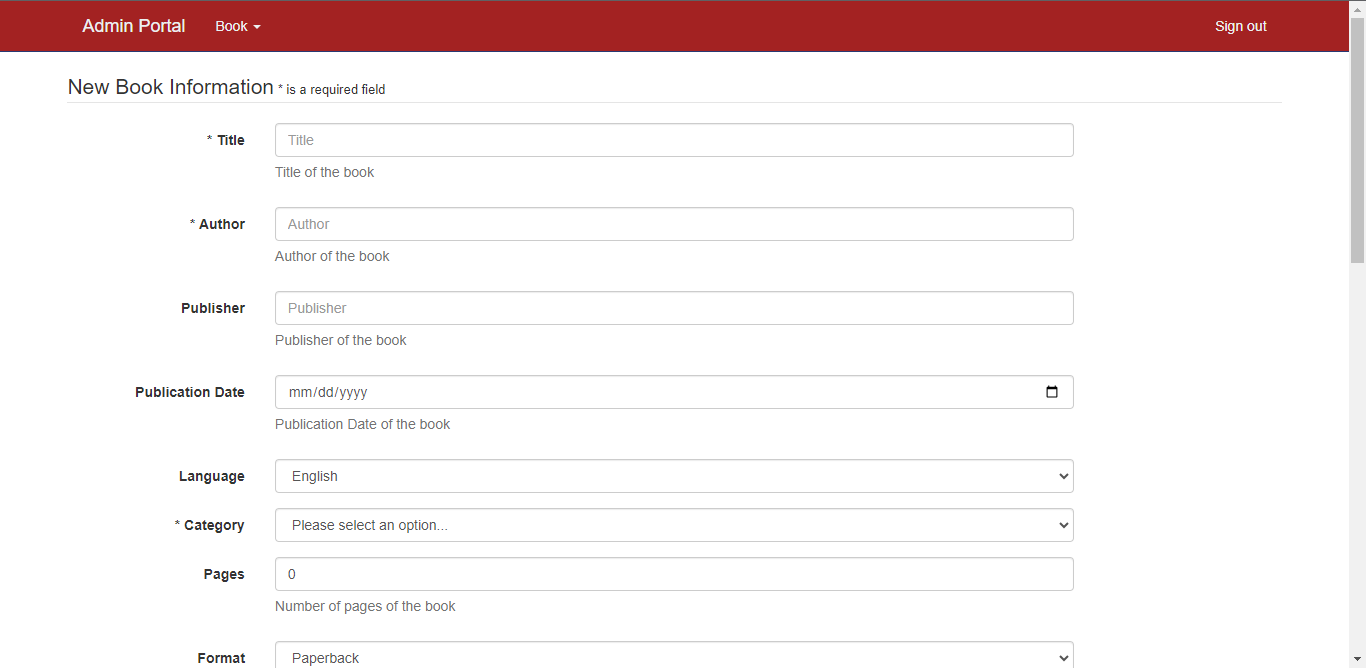 Admin Portal Book Sign out
New Book Information * is a required field
* Title Title
Title of the book
* Author Author
Author of the book
Publisher Publisher
Publisher of the book
Publication Date mm/dd/yyyy
Publication Date of the book
Language English
* Category Please select an option...
Pages 0
Number of pages of the book
Format Paperback